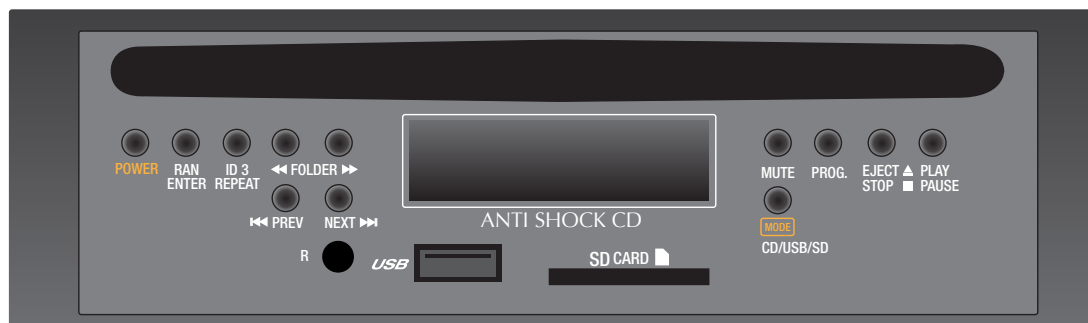 POWER
RAN
ENTER
ID 3
REPEAT
FOLDER
PREV
NEXT
R
USB
ANTI SHOCK CD
SD CARD
MUTE
PROG.
EJECT
STOP
PLAY
PAUSE
MODE
CD/USB/SD